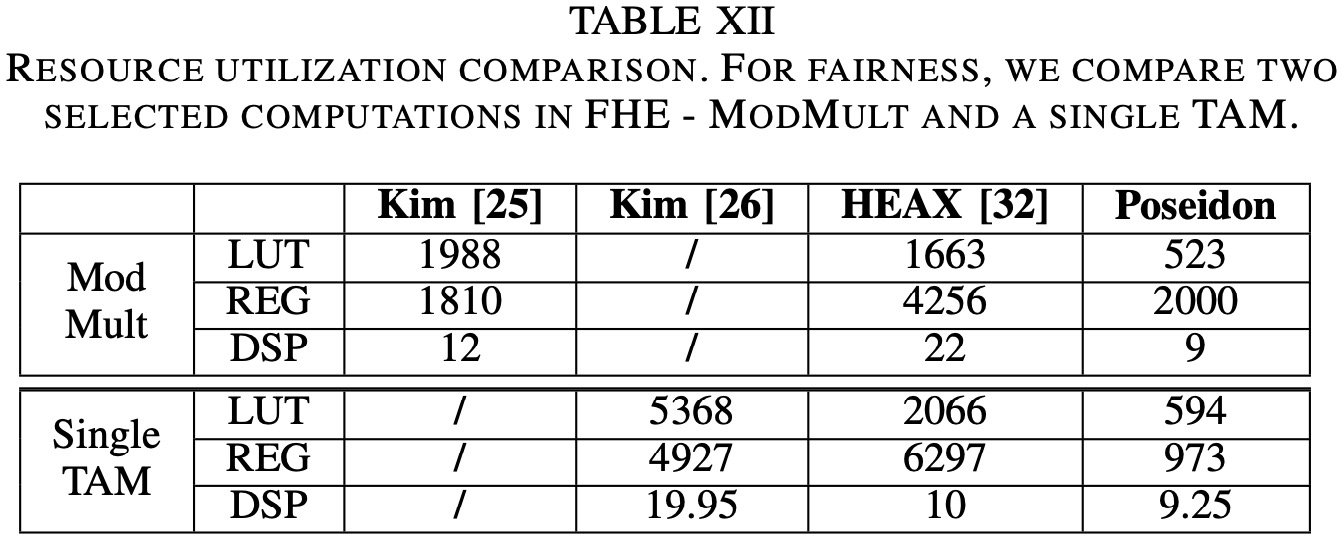 TABLE XII
RESOURCE UTILIZATION COMPARISON. FOR FAIRNESS, WE COMPARE TWO
SELECTED COMPUTATIONS IN FHE - MODMULT AND A SINGLE TAM.
Kim [25] Kim [26] HEAX [32] Poseidon
Mod Mult
LUT 1988 / 1663 523
REG 1810 / 4256 2000
DSP 12 / 22 9
Single TAM
LUT / 5368 2066 594
REG / 4927 6297 973
DSP / 19.95 10 9.25